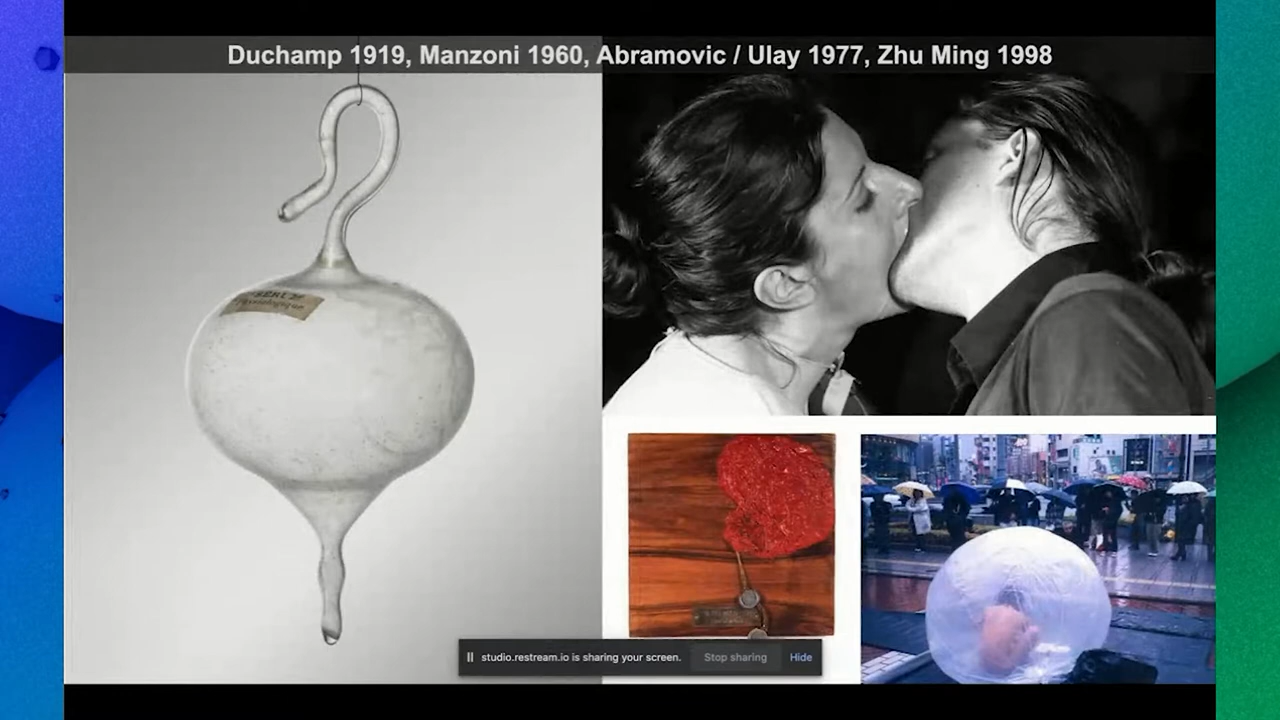 Duchamp 1919, Manzoni 1960, Abramovic / Ulay 1977, Zhu Ming 1998
studio.restream.io is sharing your screen.
Stop sharing
Hide